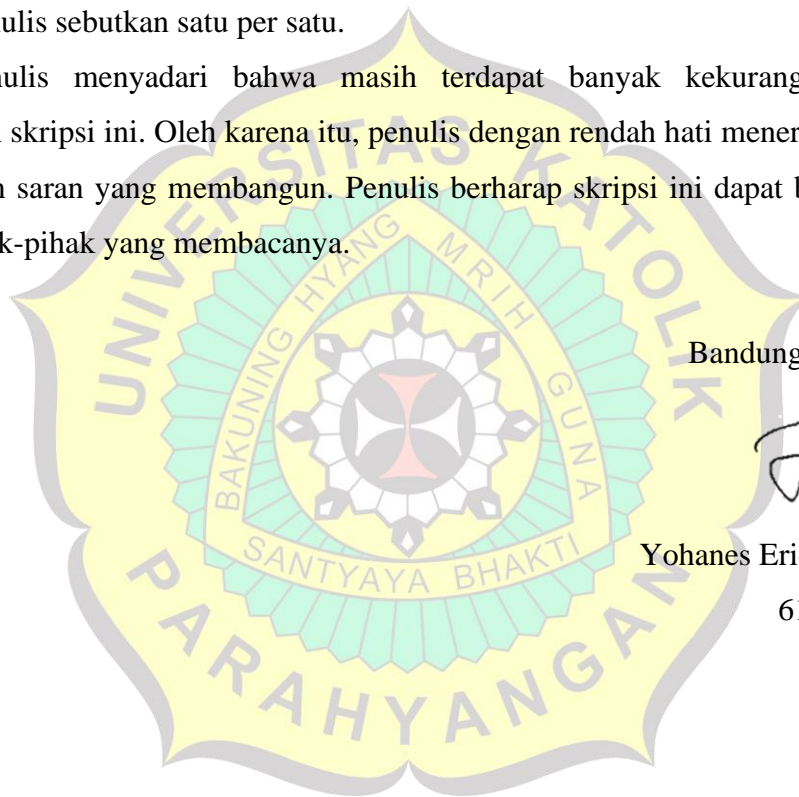 nulis sebutkan satu per satu.
nulis menyadari bahwa masih terdapat banyak kekurang
skripsi ini. Oleh karena itu, penulis dengan rendah hati mener
saran yang membangun. Penulis berharap skripsi ini dapat b
k-pihak yang membacanya.
Bandung
Yohanes Eri
61
UNIVERSITAS KATOLIK
PARAHYANGAN
BAKUNING HYANG MRIH GUNA
SANTYAYA BHAKTI